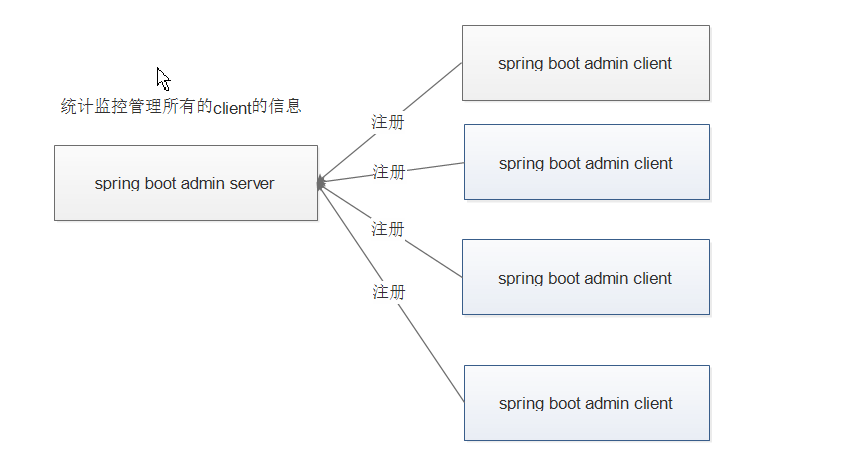 统计监控管理所有的client的信息
spring boot admin server
注册
注册
注册
注册
spring boot admin client
spring boot admin client
spring boot admin client
spring boot admin client